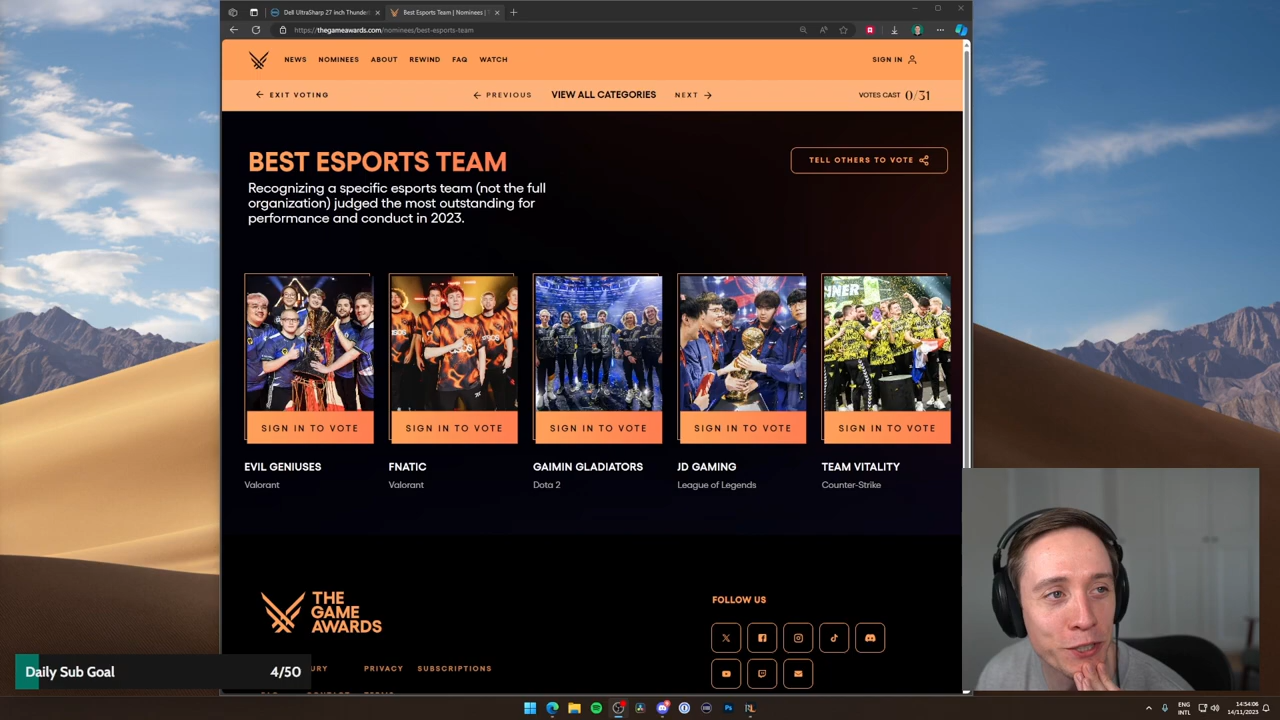 Dell UltraSharp 27 inch Thunder
Best Esports Team | Nominees | T
https://thegameawards.com/nominees/best-esports-team
NEWS NOMINEES ABOUT REWIND FAQ WATCH SIGN IN
EXIT VOTING PREVIOUS VIEW ALL CATEGORIES NEXT VOTES CAST 0/31
BEST ESPORTS TEAM
TELL OTHERS TO VOTE
Recognizing a specific esports team (not the full
organization) judged the most outstanding for
performance and conduct in 2023.
SIGN IN TO VOTE SIGN IN TO VOTE SIGN IN TO VOTE SIGN IN TO VOTE SIGN IN TO VOTE
EVIL GENIUSES FNATIC GAIMIN GLADIATORS JD GAMING TEAM VITALITY
Valorant Valorant Dota 2 League of Legends Counter-Strike
THE
GAME
AWARDS
FOLLOW US
Daily Sub Goal 4/50
URY PRIVACY SUBSCRIPTIONS
ENG
INTL
14:54:06
14/11/2023